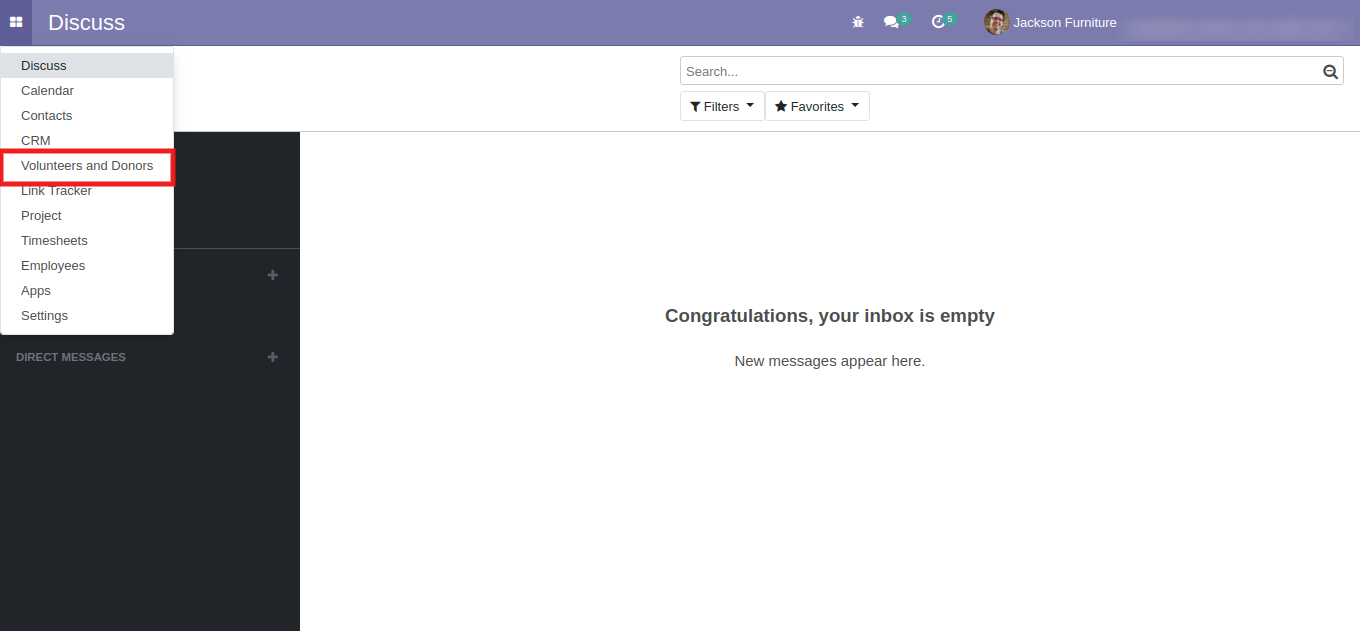 Discuss
3
5
Jackson Furniture
Discuss
Calendar
Contacts
CRM
Volunteers and Donors
Link Tracker
Project
Timesheets
Employees
Apps
Settings
Search...
Filters
Favorites
DIRECT MESSAGES
Congratulations, your inbox is empty
New messages appear here.